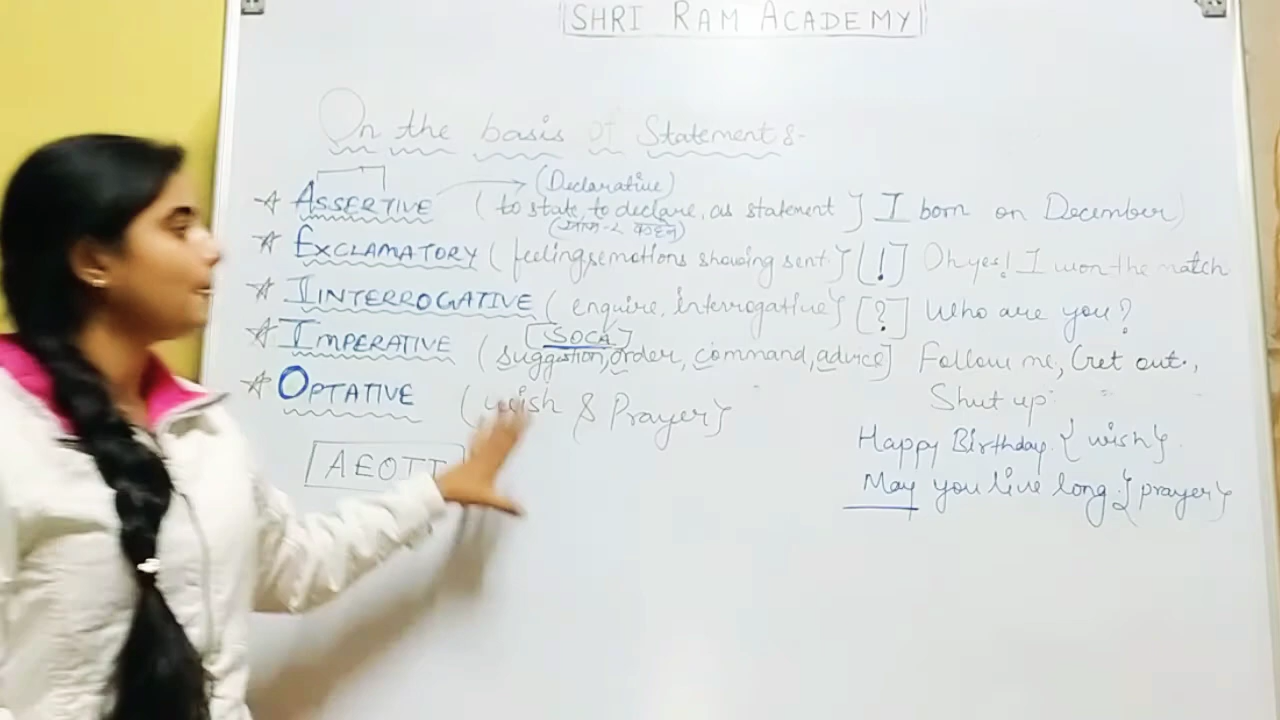 SHRI RAM ACADEMY
On the basis of Statement :-
(Declarative)
ASSERTIVE ( to state, to declare, as statement } I born on December)
EXCLAMATORY ( feelings emotions showing sent. } [!] Oh yes! I won the match
IINTERROGATIVE ( enquire, interrogative } [?] Who are you?
[SOCA]
IMPERATIVE (suggestion, order, command, advice] Follow me, Get out.,
Shut up.
OPTATIVE (wish & Prayer}
Happy Birthday. { wish}.
AEOII
May you live long. { prayer}